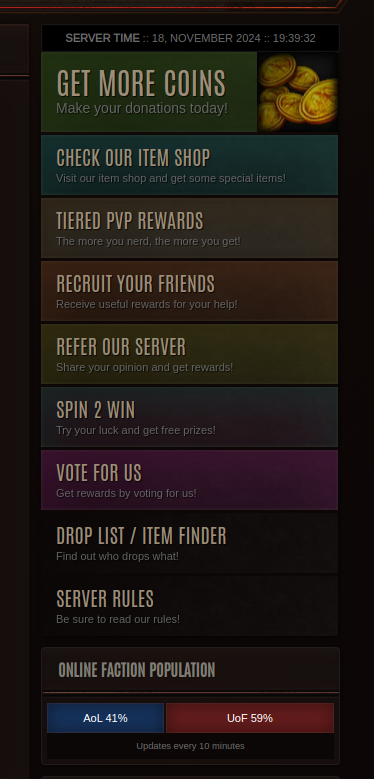 SERVER TIME :: 18, NOVEMBER 2024 :: 19:39:32
GET MORE COINS
Make your donations today!
CHECK OUR ITEM SHOP
Visit our item shop and get some special items!
TIERED PVP REWARDS
The more you nerd, the more you get!
RECRUIT YOUR FRIENDS
Receive useful rewards for your help!
REFER OUR SERVER
Share your opinion and get rewards!
SPIN 2 WIN
Try your luck and get free prizes!
VOTE FOR US
Get rewards by voting for us!
DROP LIST / ITEM FINDER
Find out who drops what!
SERVER RULES
Be sure to read our rules!
ONLINE FACTION POPULATION
AoL 41% UoF 59%
Updates every 10 minutes